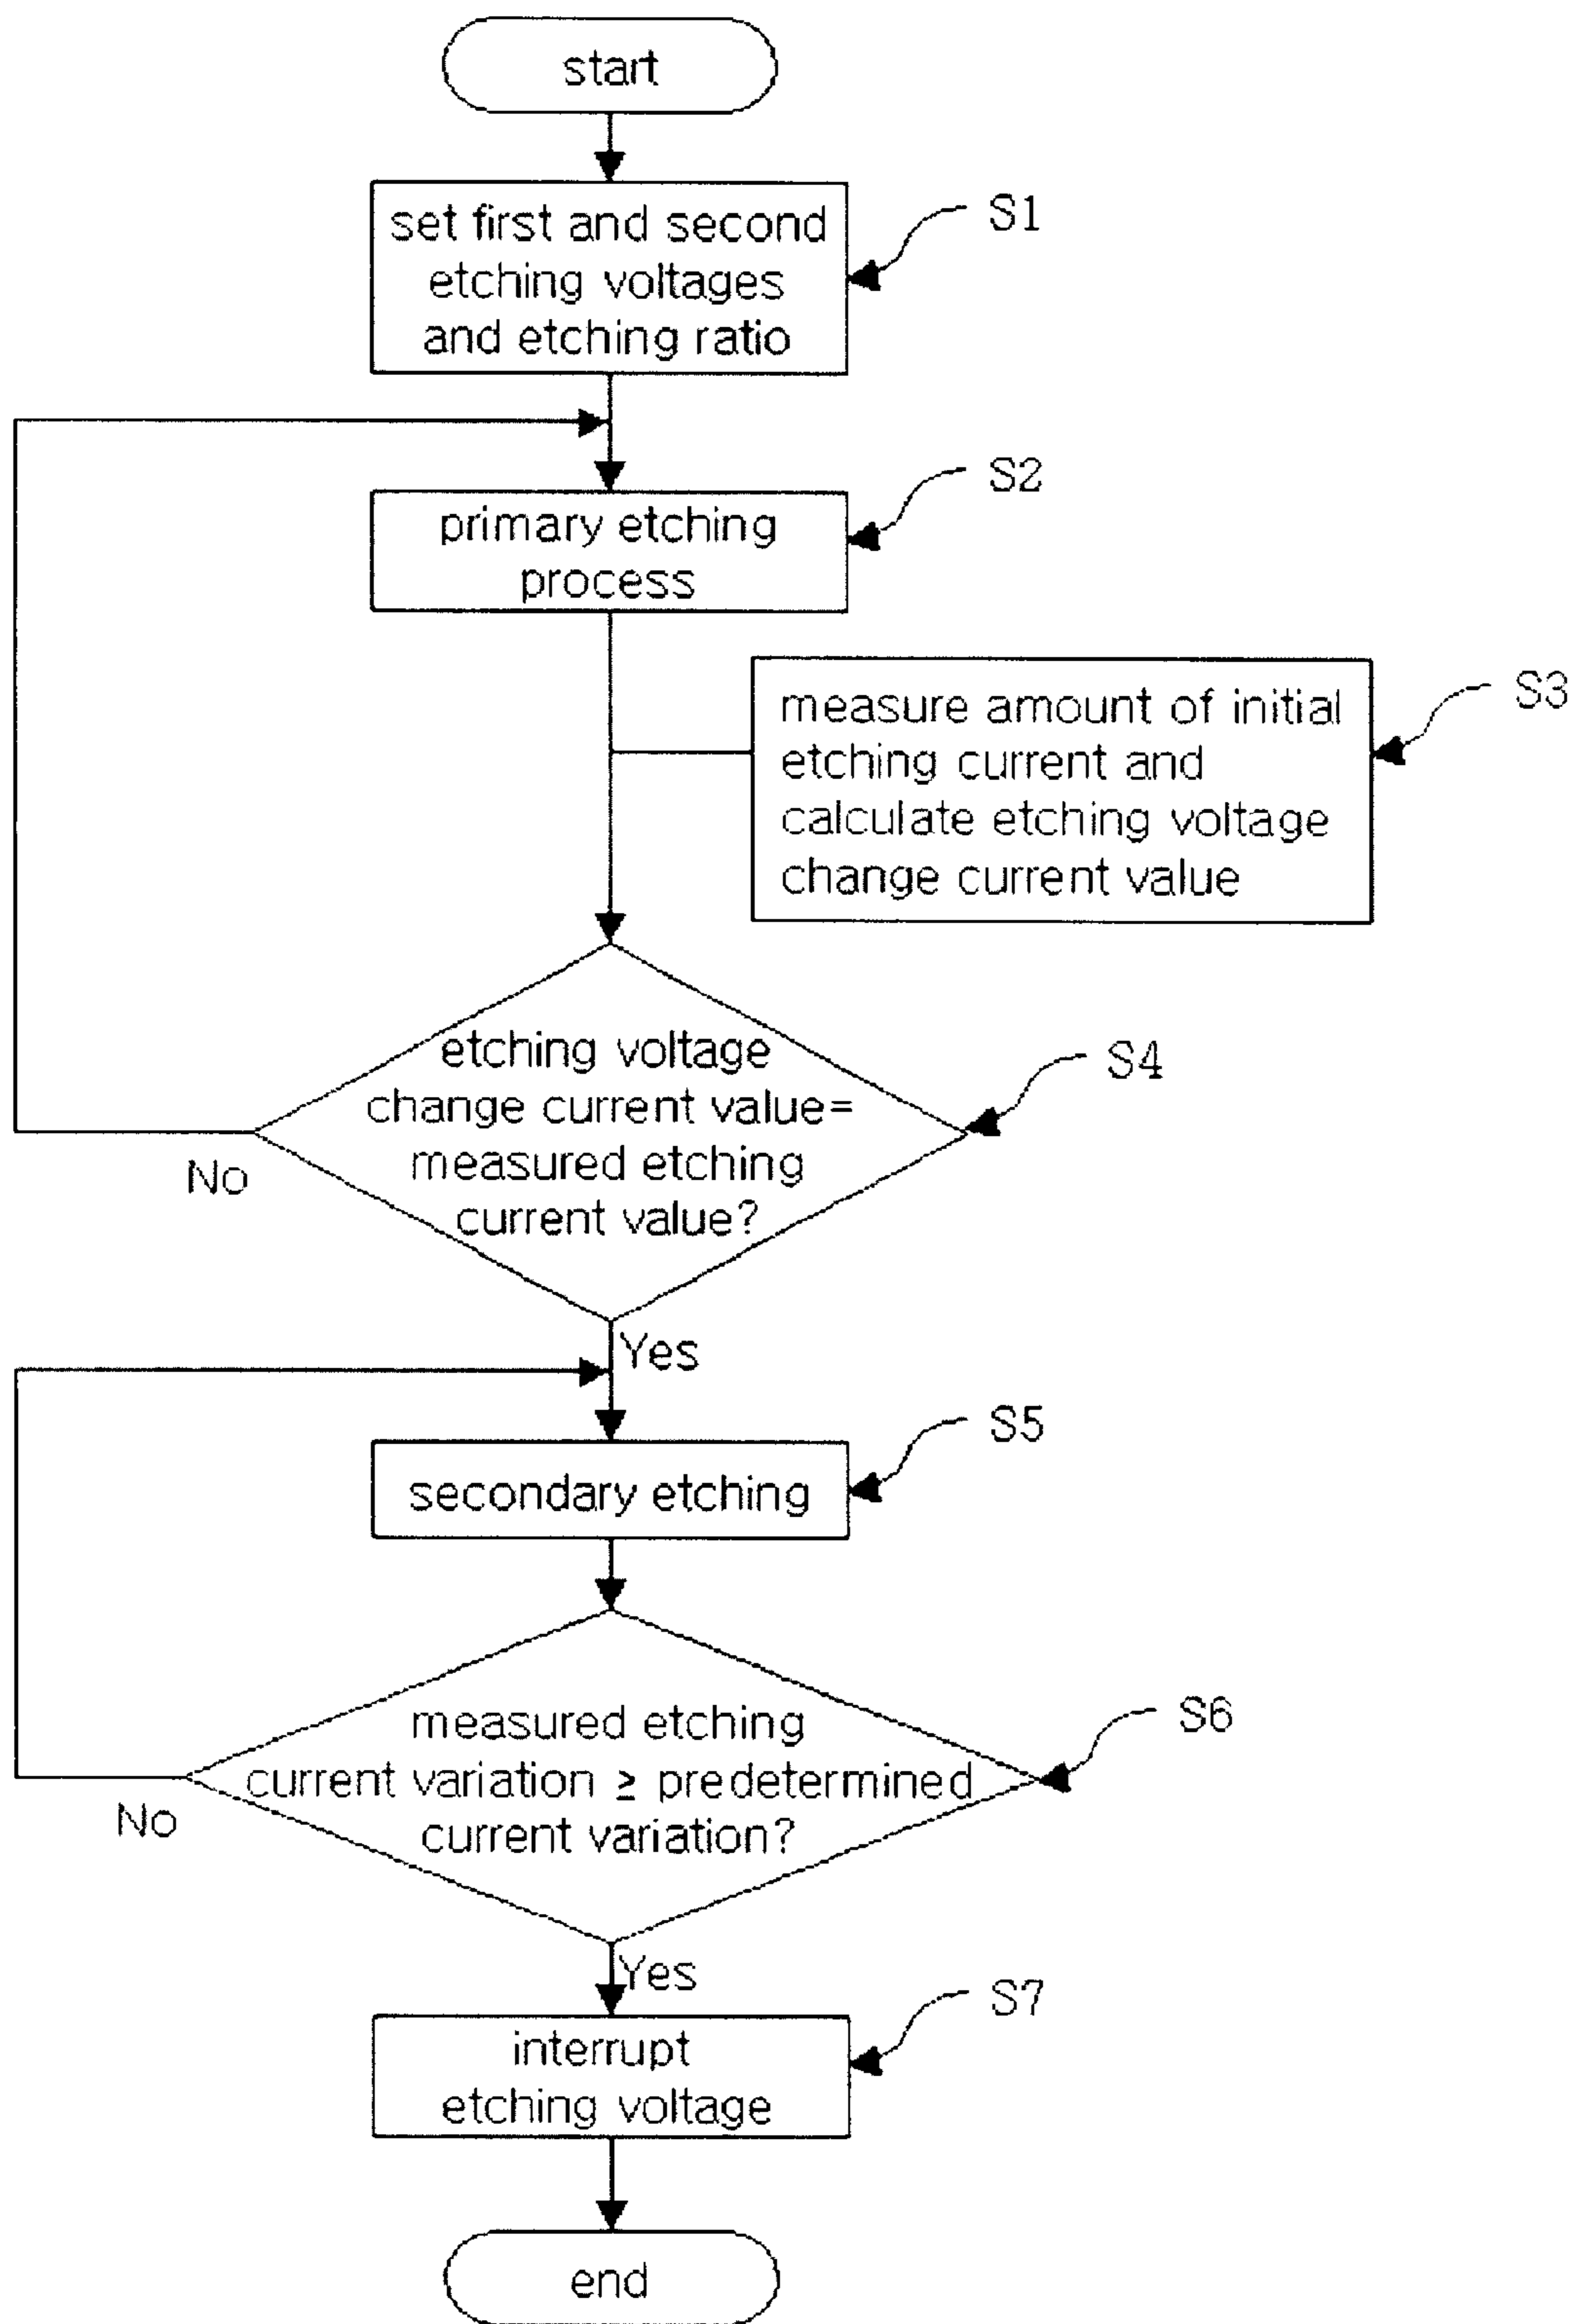 start
set first and second
etching voltages
and etching ratio
S1
primary etching
process
S2
measure amount of initial
etching current and
calculate etching voltage
change current value
S3
etching voltage
change current value=
measured etching
current value?
S4
No
Yes
secondary etching
S5
measured etching
current variation ≥ predetermined
current variation?
S6
No
Yes
interrupt
etching voltage
S7
end